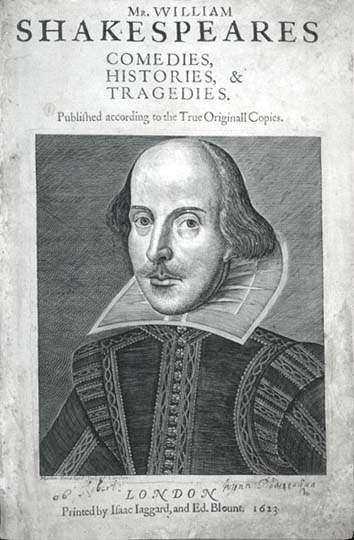 Mr. WILLIAM
SHAKESPEARES
COMEDIES,
HISTORIES, &
TRAGEDIES.
Publiſhed according to the True Originall Copies.
LONDON
Printed by Iſaac Iaggard, and Ed. Blount. 1623.